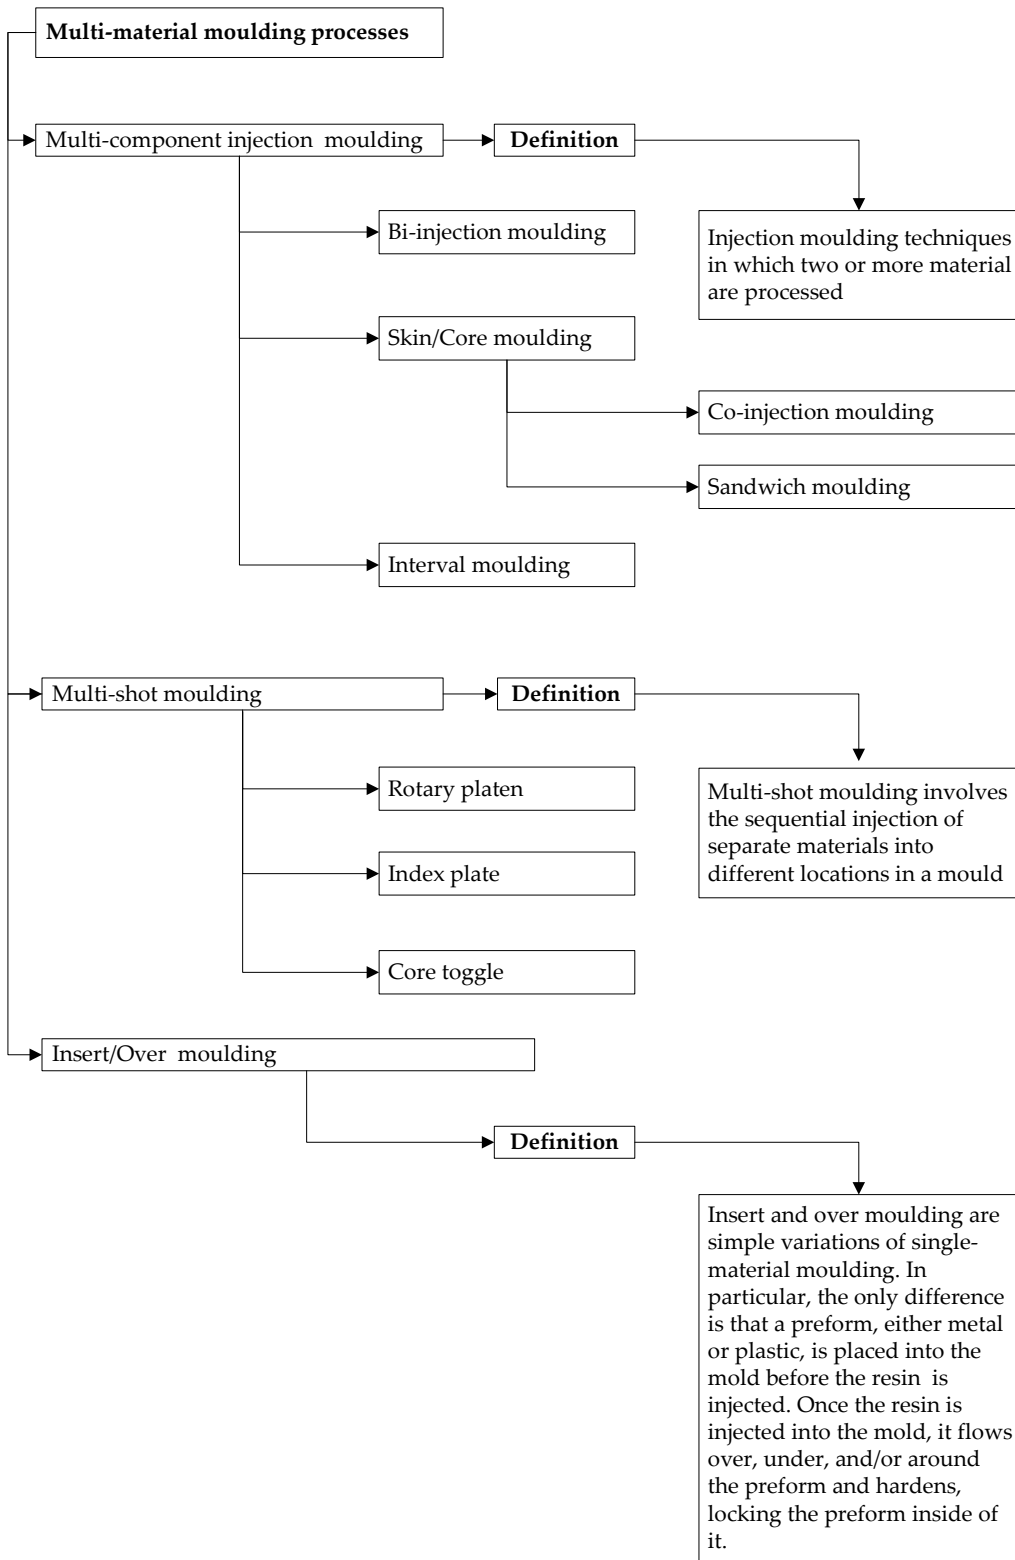 Multi-material moulding processes
Multi-component injection  moulding
Definition
Bi-injection moulding
Injection moulding techniques
in which two or more material
are processed
Skin/Core moulding
Co-injection moulding
Sandwich moulding
Interval moulding
Multi-shot moulding
Definition
Rotary platen
Multi-shot moulding involves
the sequential injection of
separate materials into
different locations in a mould
Index plate
Core toggle
Insert/Over  moulding
Definition
Insert and over moulding are
simple variations of single-
material moulding. In
particular, the only difference
is that a preform, either metal
or plastic, is placed into the
mold before the resin  is
injected. Once the resin is
injected into the mold, it flows
over, under, and/or around
the preform and hardens,
locking the preform inside of
it.